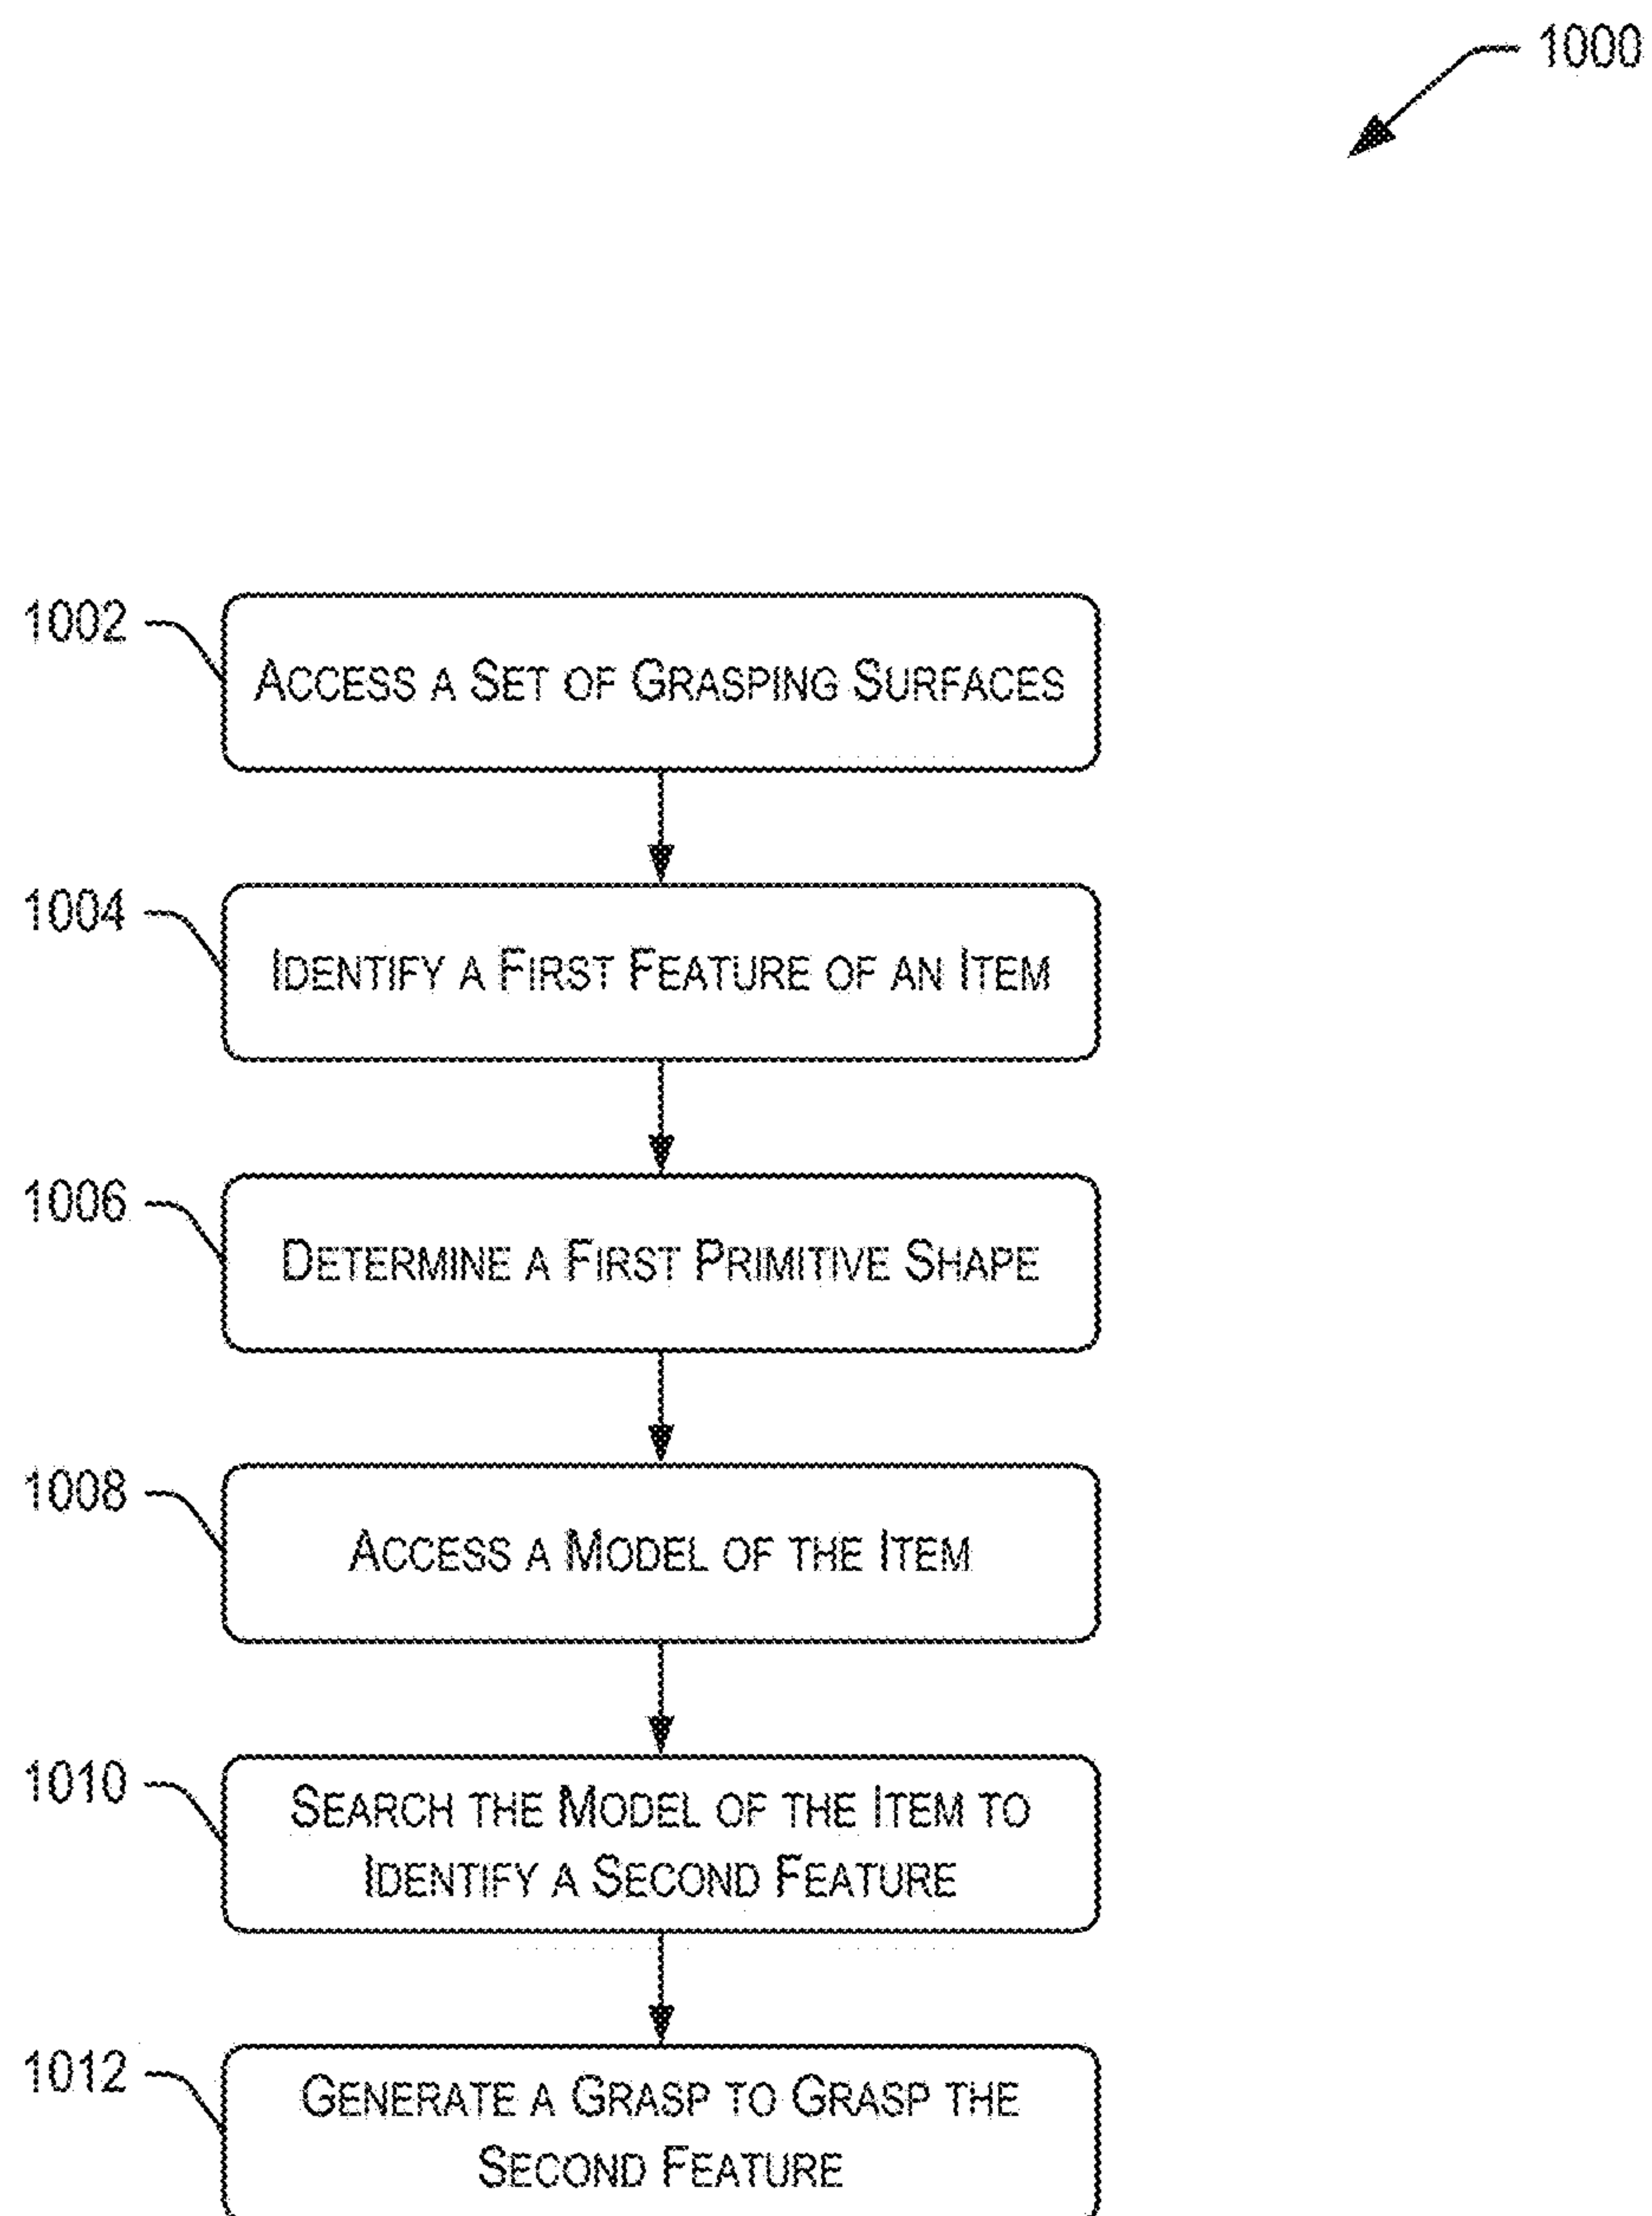 1000
1002
ACCESS A SET OF GRASPING SURFACES
1004
IDENTIFY A FIRST FEATURE OF AN ITEM
1006
DETERMINE A FIRST PRIMITIVE SHAPE
1008
ACCESS A MODEL OF THE ITEM
1010
SEARCH THE MODEL OF THE ITEM TO
IDENTIFY A SECOND FEATURE
1012
GENERATE A GRASP TO GRASP THE
SECOND FEATURE